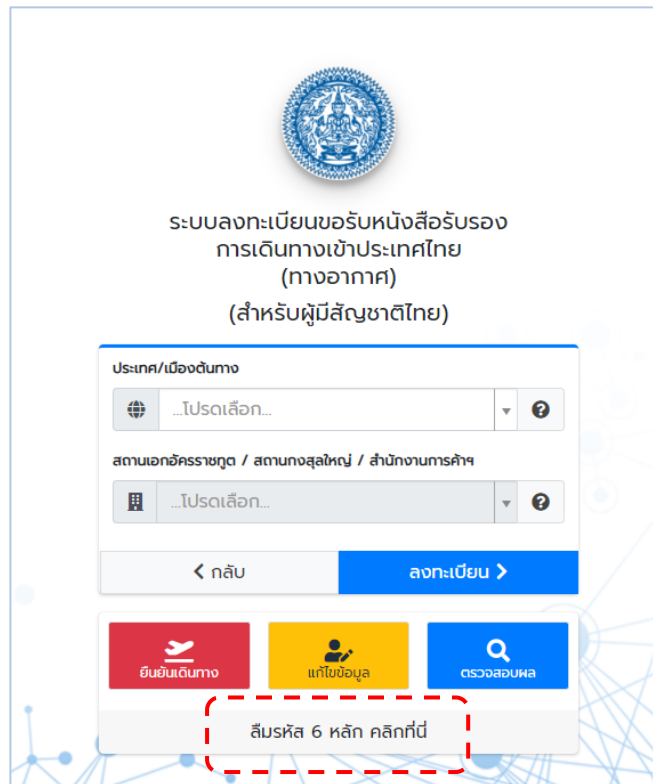 ระบบลงทะเบียนขอรับหนังสือรับรอง
การเดินทางเข้าประเทศไทย
(ทางอากาศ)
(สำหรับผู้มีสัญชาติไทย)
ประเทศ/เมืองต้นทาง
...โปรดเลือก...
สถานเอกอัครราชทูต / สถานกงสุลใหญ่ / สำนักงานการค้าฯ
...โปรดเลือก...
กลับ
ลงทะเบียน
ยืนยันเดินทาง
แก้ไขข้อมูล
ตรวจสอบผล
ลืมรหัส 6 หลัก คลิกที่นี่